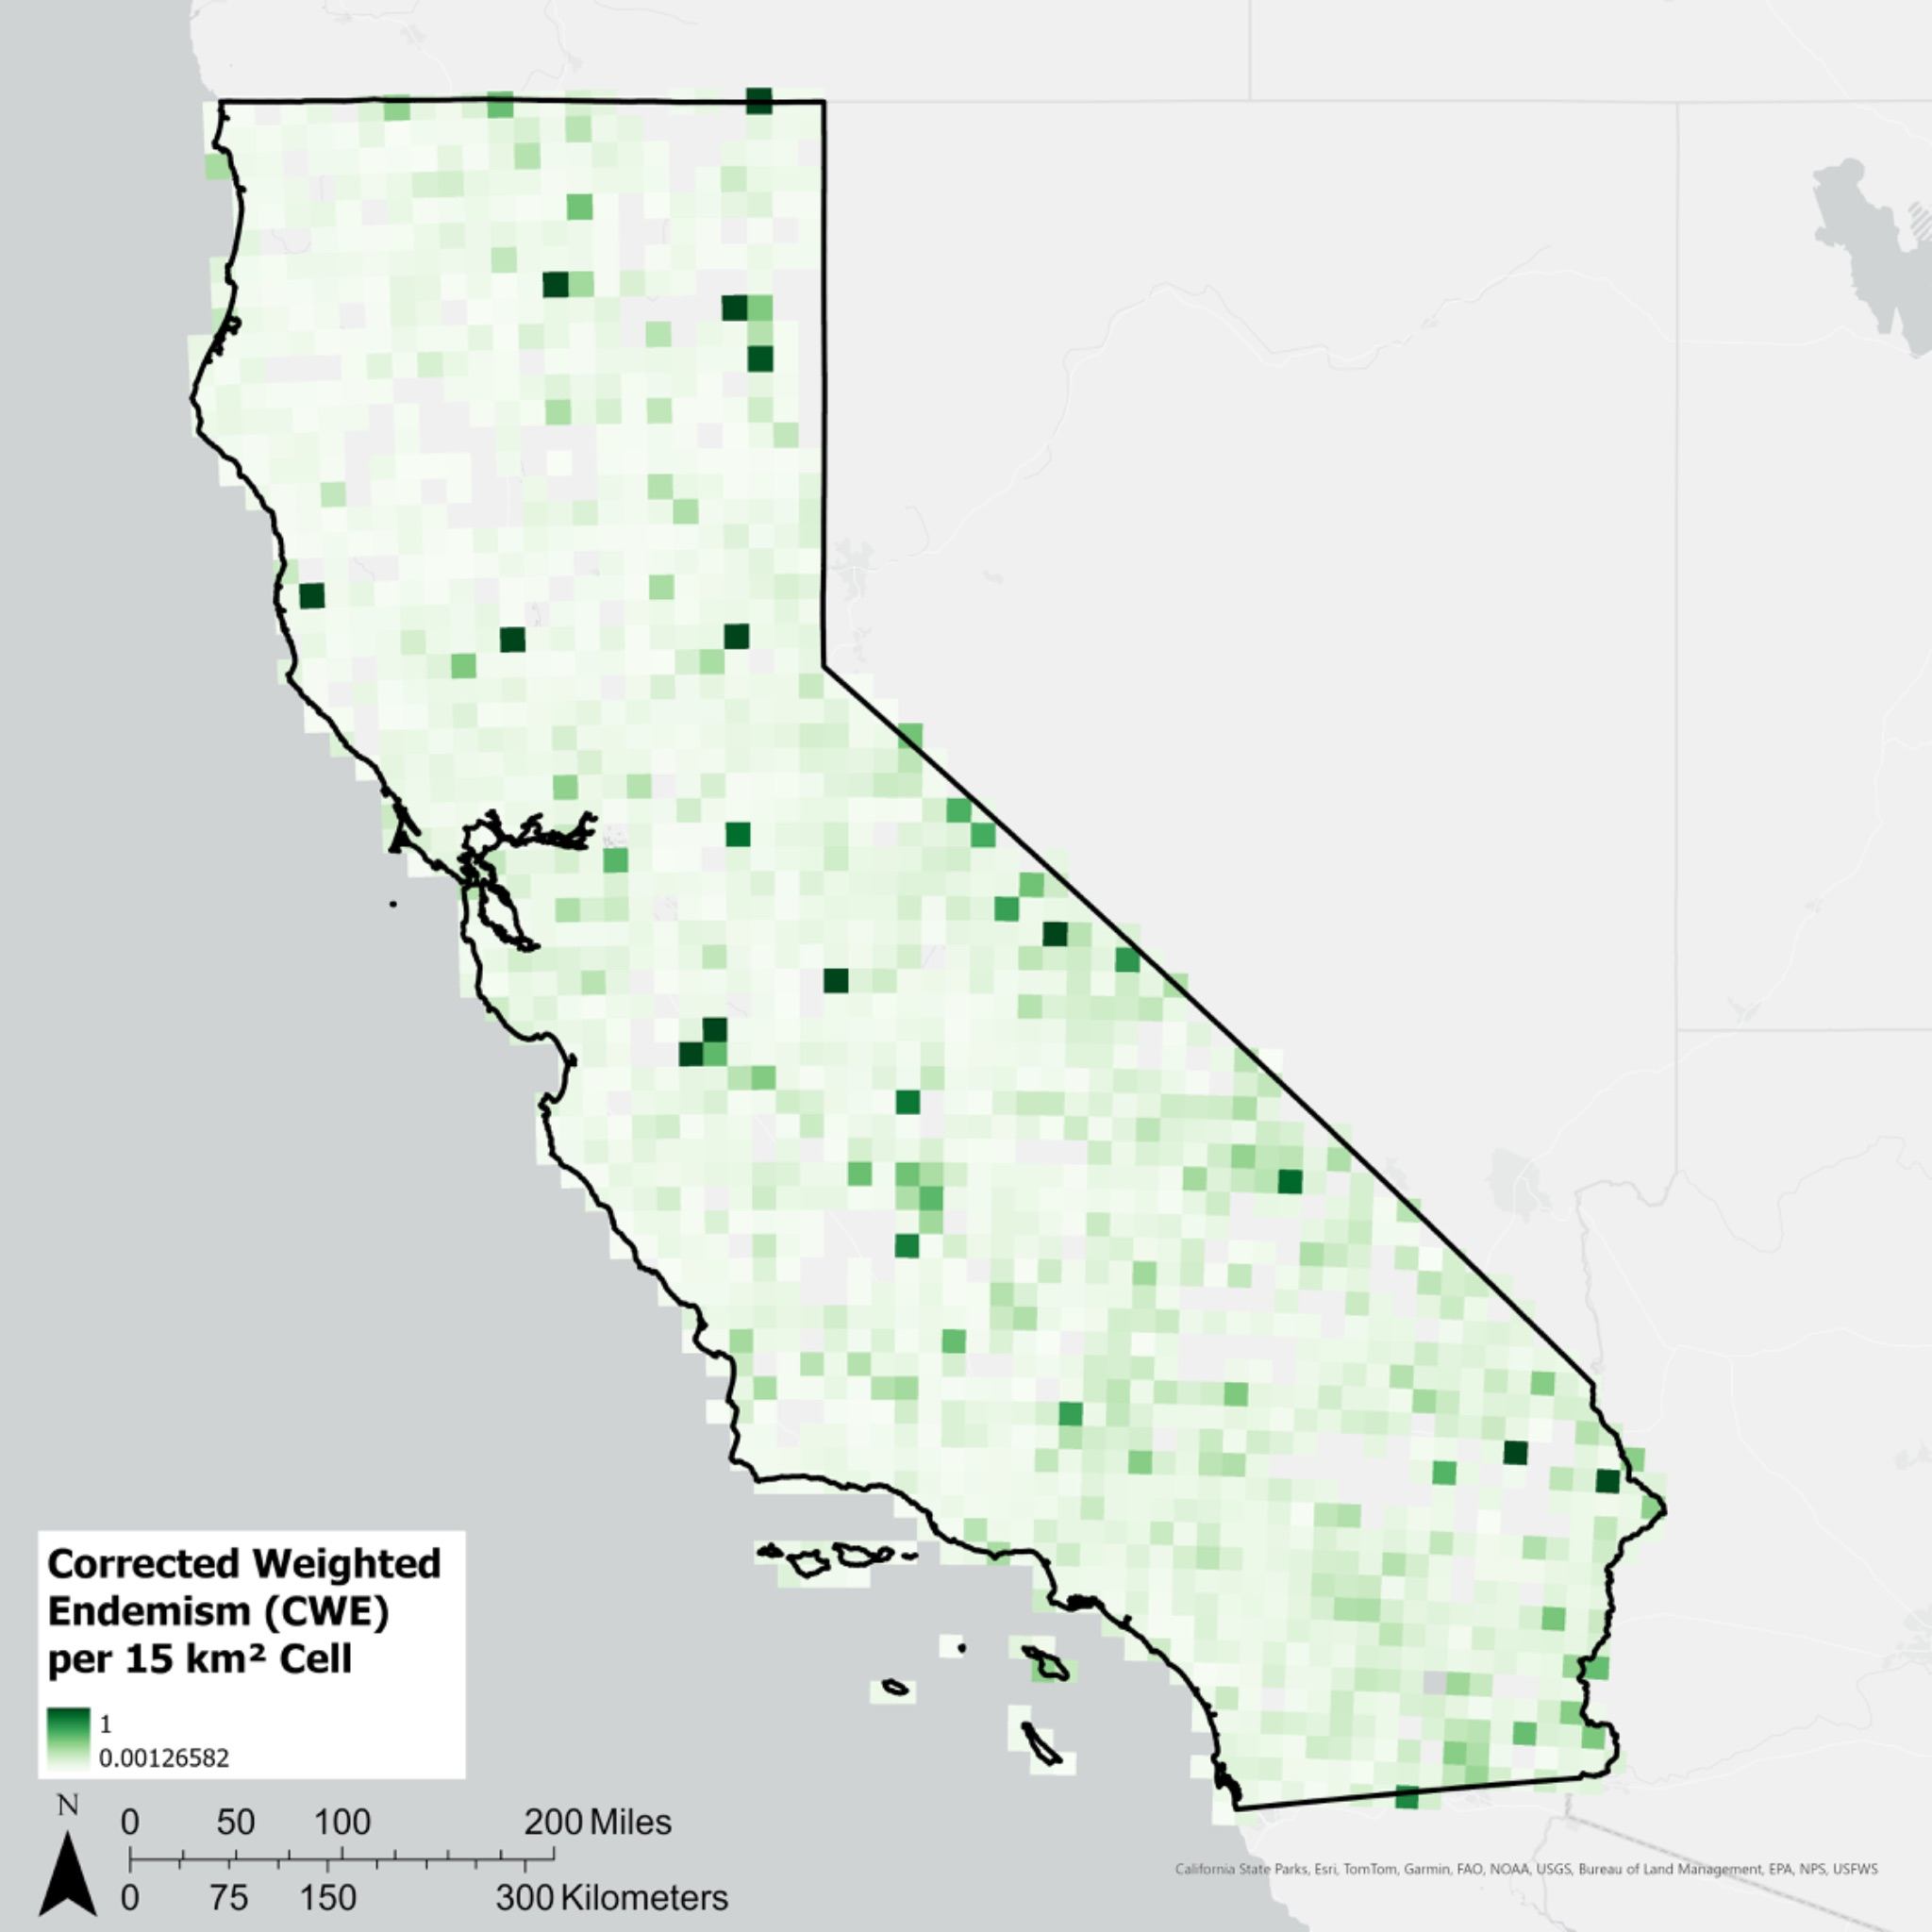 Corrected Weighted
Endemism (CWE)
per 15 km² Cell
1
0.00126582
N
0 50 100 200 Miles
0 75 150 300 Kilometers
California State Parks, Esri, TomTom, Garmin, FAO, NOAA, USGS, Bureau of Land Management, EPA, NPS, USFWS